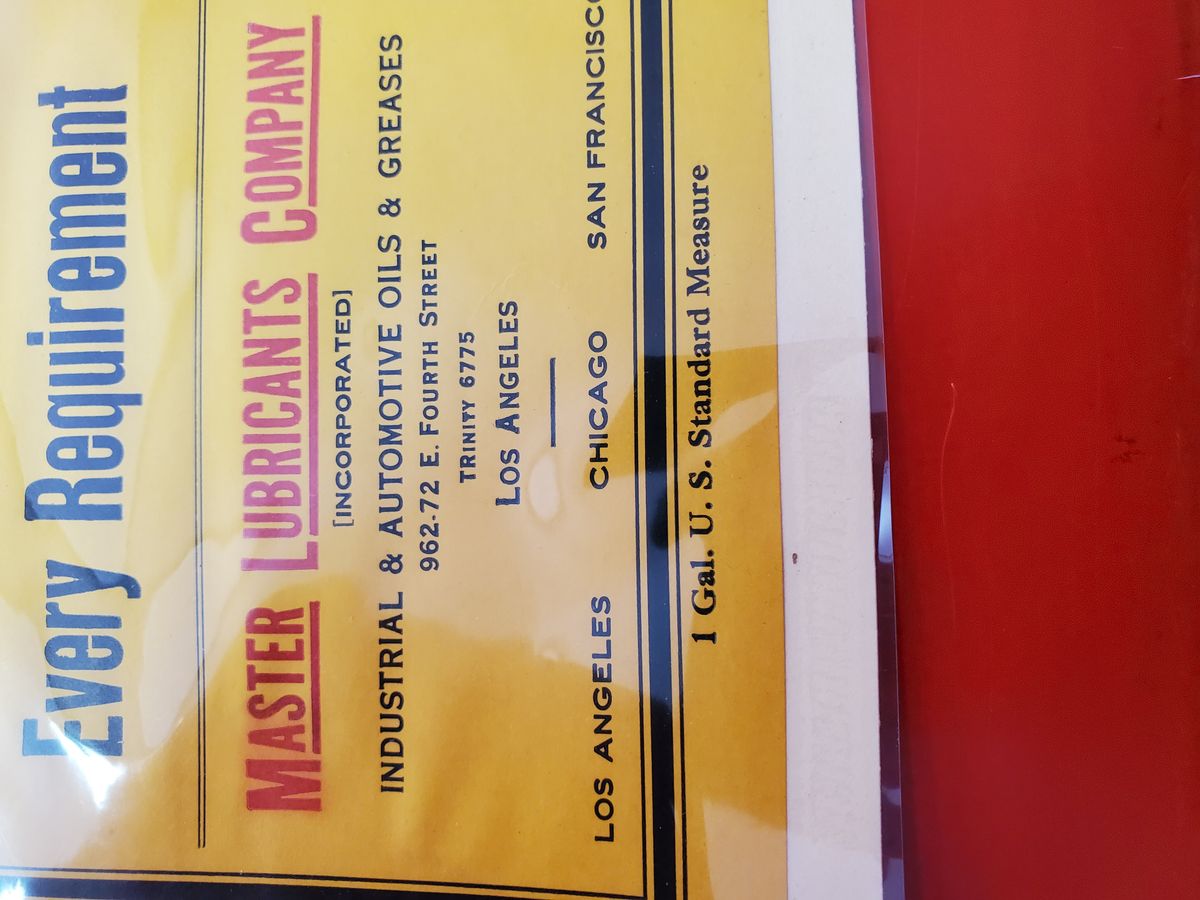 Every Requirement
MASTER LUBRICANTS COMPANY
[INCORPORATED]
INDUSTRIAL & AUTOMOTIVE OILS & GREASES
962-72 E. FOURTH STREET
TRINITY 6775
LOS ANGELES
LOS ANGELES CHICAGO SAN FRANCISCO
1 Gal. U. S. Standard Measure